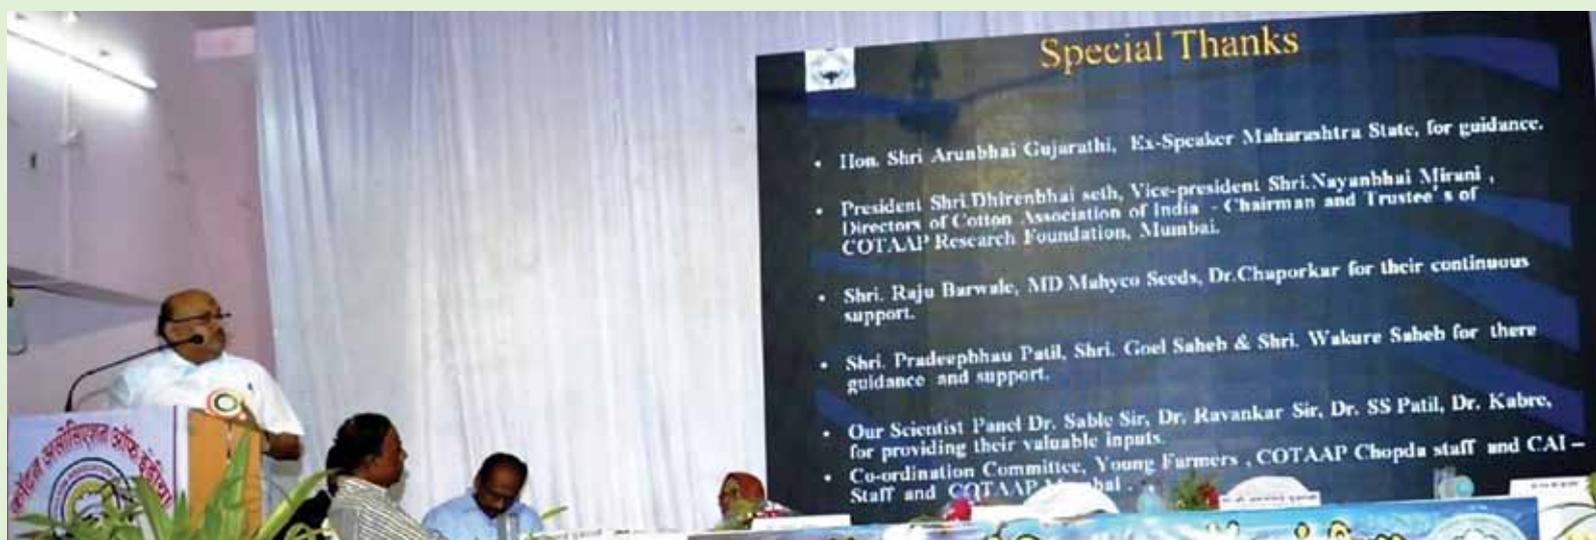 Special Thanks
• Hon. Shri Arunbhai Gujarathi, Ex-Speaker Maharashtra State, for guidance.
• President Shri.Dhirenbhai seth, Vice-president Shri.Nayanbhai Mirani ,
Directors of Cotton Association of India - Chairman and Trustee's of
COTAAP Research Foundation, Mumbai.
• Shri. Raju Barwale, MD Mahyco Seeds, Dr.Chaporkar for their continuous
support.
• Shri. Pradeepbhau Patil, Shri. Goel Saheb & Shri. Wakure Saheb for there
guidance and support.
• Our Scientist Panel Dr. Sable Sir, Dr. Ravankar Sir, Dr. SS Patil, Dr. Kabre,
for providing their valuable inputs.
• Co-ordination Committee, Young Farmers , COTAAP Chopda staff and CAI –
Staff and COTAAP
कॉटन असोसिएशन ऑफ इंडीया